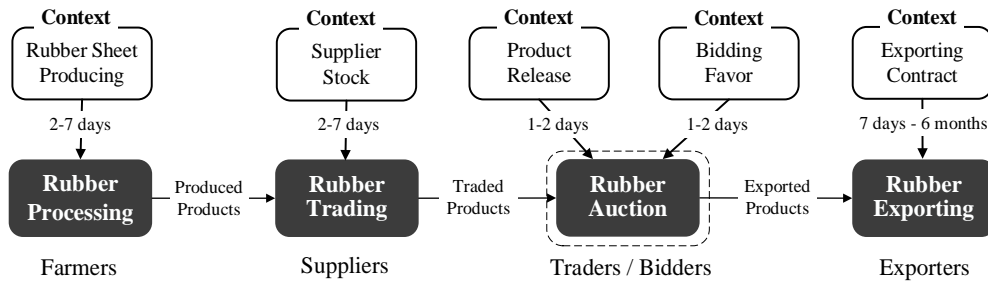 Context
Context
Context
Context
Context
Rubber Sheet
Producing
Supplier
Stock
Product
Release
Bidding
Favor
Exporting
Contract
2-7 days
2-7 days
1-2 days
1-2 days
7 days - 6 months
Rubber
Processing
Produced
Products
Rubber
Trading
Traded
Products
Rubber
Auction
Exported
Products
Rubber
Exporting
Farmers
Suppliers
Traders / Bidders
Exporters